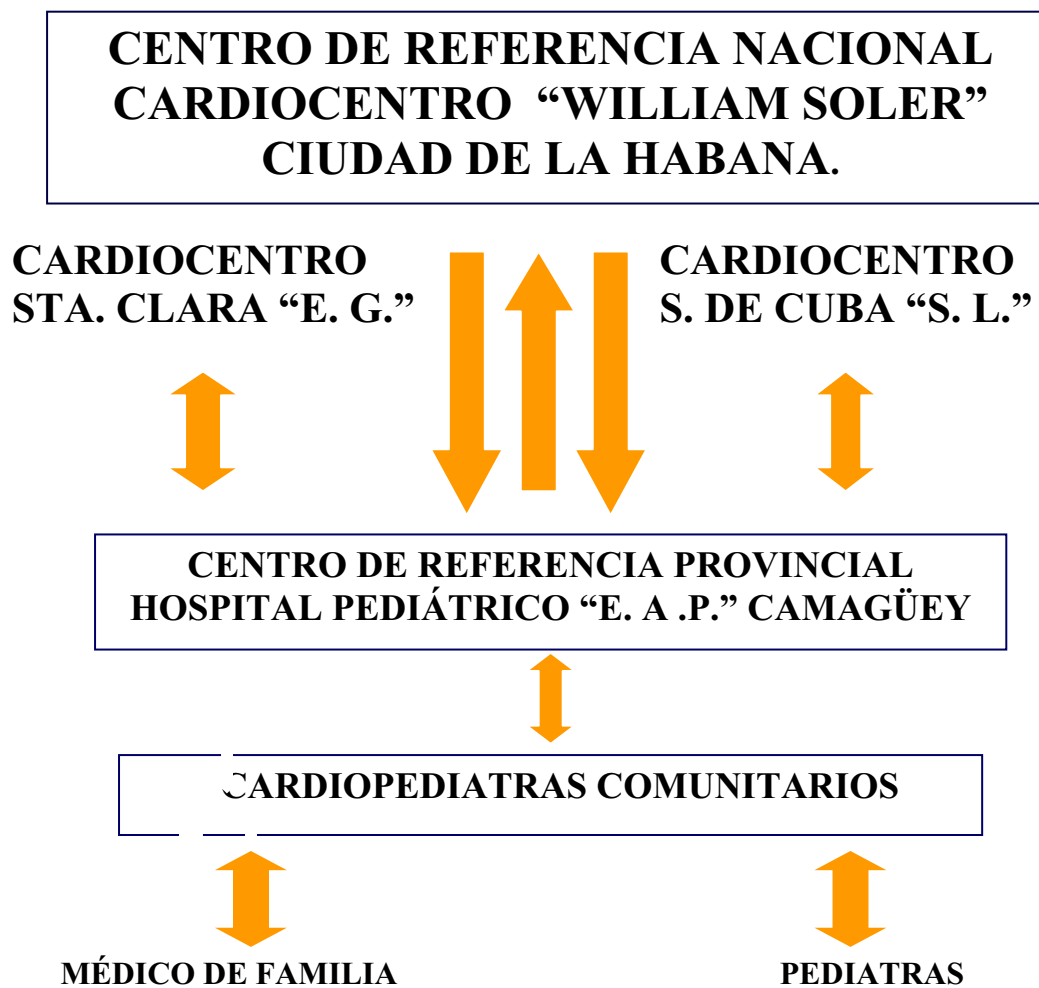 CENTRO DE REFERENCIA NACIONAL
CARDIOCENTRO “WILLIAM SOLER”
CIUDAD DE LA HABANA.
CARDIOCENTRO
STA. CLARA “E. G.”
CARDIOCENTRO
S. DE CUBA “S. L.”
CENTRO DE REFERENCIA PROVINCIAL
HOSPITAL PEDIÁTRICO “E. A .P.” CAMAGÜEY
CARDIOPEDIATRAS COMUNITARIOS
MÉDICO DE FAMILIA
PEDIATRAS